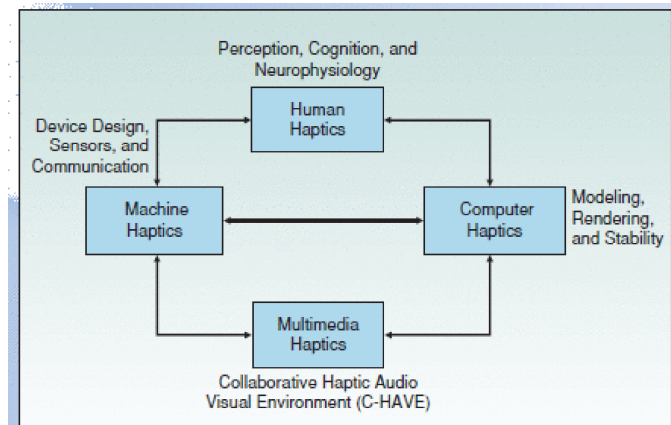 Perception, Cognition, and
Neurophysiology
Human
Haptics
Device Design,
Sensors, and
Communication
Machine
Haptics
Computer
Haptics
Modeling,
Rendering,
and Stability
Multimedia
Haptics
Collaborative Haptic Audio
Visual Environment (C-HAVE)